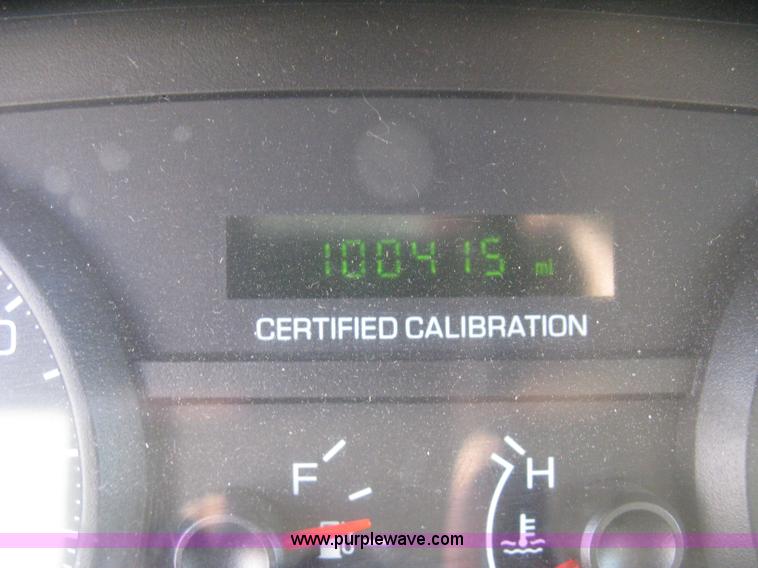 100415 mi
CERTIFIED CALIBRATION
F H
www.purplewave.com